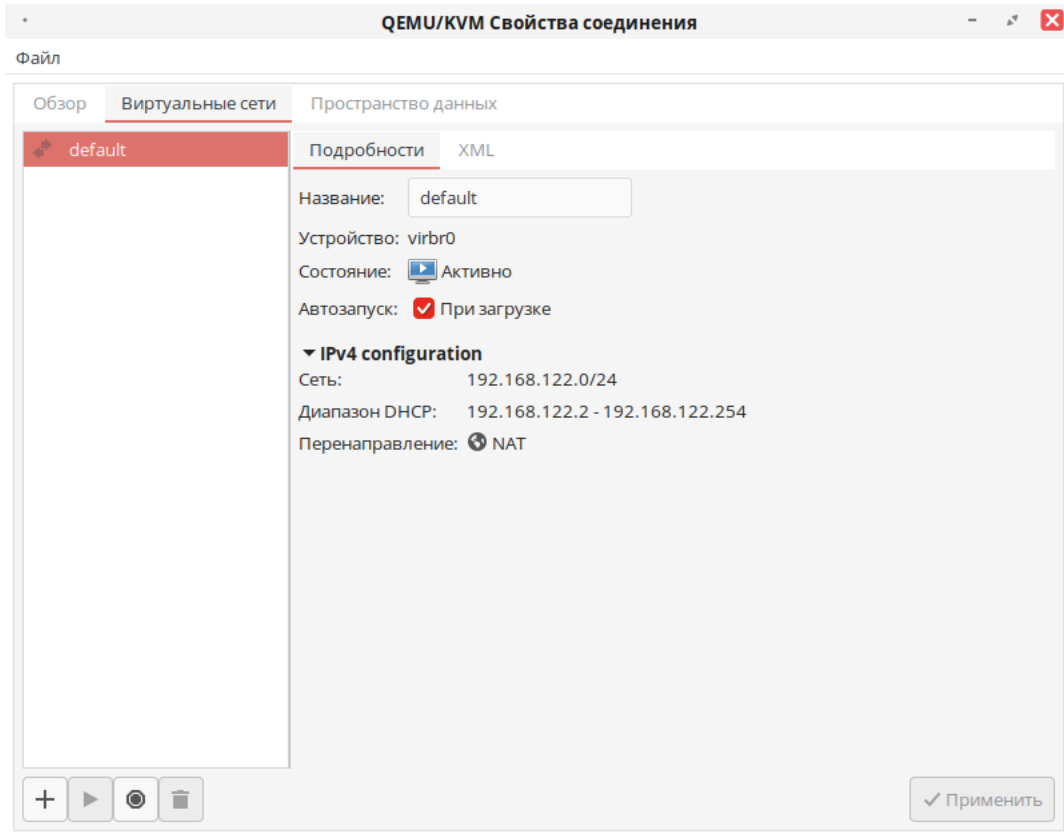 QEMU/KVM Свойства соединения
Файл
Обзор Виртуальные сети Пространство данных
default
Подробности XML
Название: default
Устройство: virbr0
Состояние: Активно
Автозапуск: При загрузке
IPv4 configuration
Сеть: 192.168.122.0/24
Диапазон DHCP: 192.168.122.2 - 192.168.122.254
Перенаправление: NAT
Применить